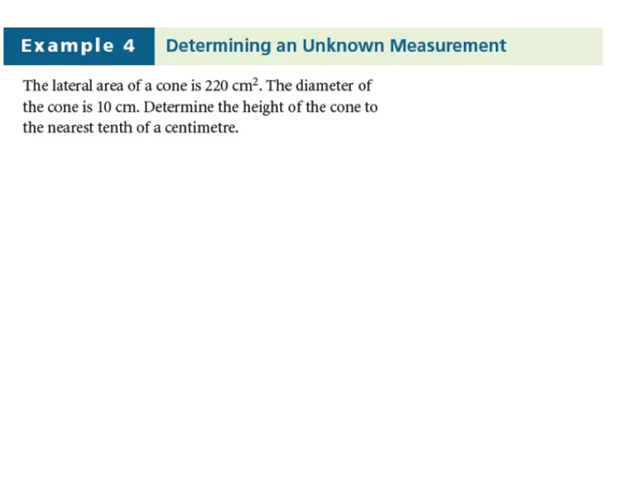 Example 4 Determining an Unknown Measurement
The lateral area of a cone is 220 cm². The diameter of
the cone is 10 cm. Determine the height of the cone to
the nearest tenth of a centimetre.